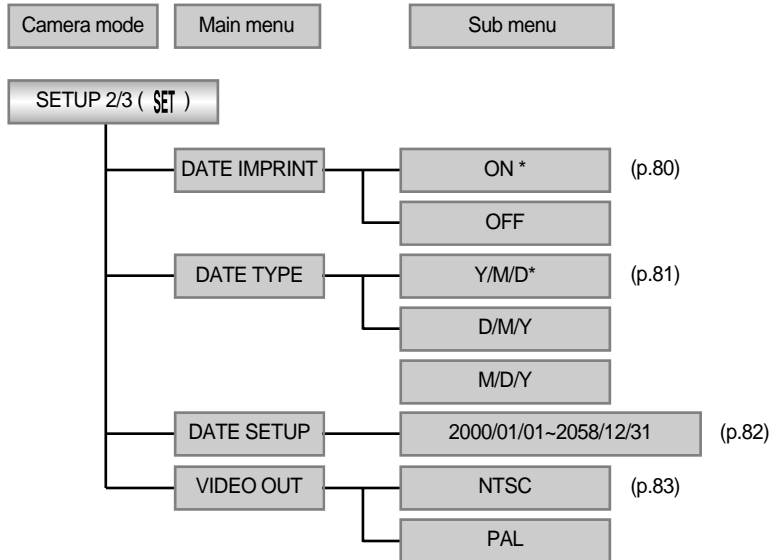 Camera mode Main menu Sub menu
SETUP 2/3 ( SET )
DATE IMPRINT ON * (p.80)
OFF
DATE TYPE Y/M/D* (p.81)
D/M/Y
M/D/Y
DATE SETUP 2000/01/01~2058/12/31 (p.82)
VIDEO OUT NTSC (p.83)
PAL